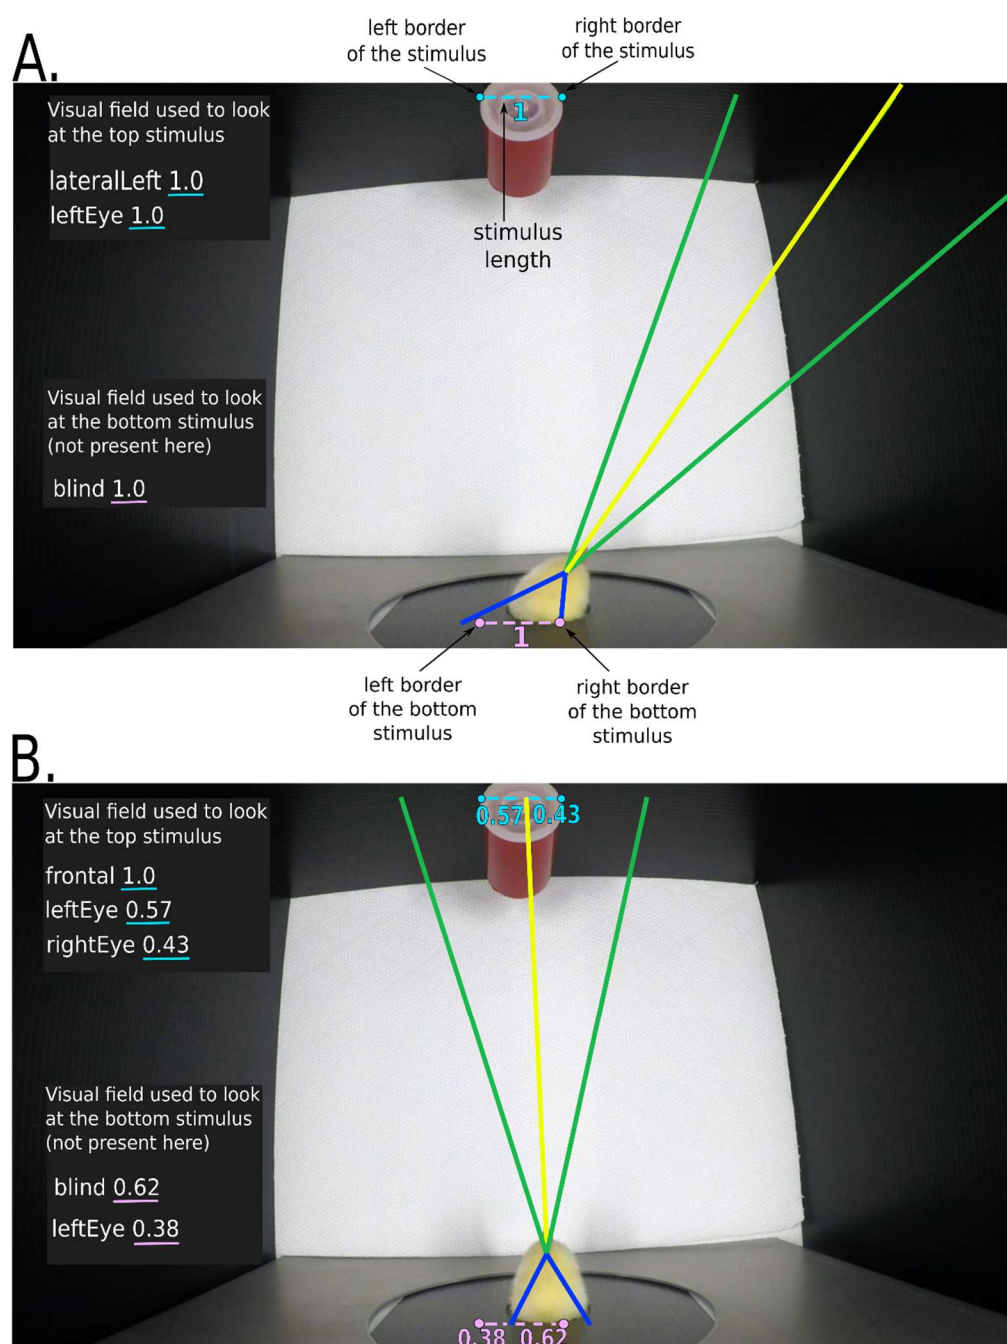 A.
left border
of the stimulus
right border
of the stimulus
Visual field used to look
at the top stimulus
lateralLeft 1.0
leftEye 1.0
1
stimulus
length
Visual field used to look
at the bottom stimulus
(not present here)
blind 1.0
1
left border
of the bottom
stimulus
right border
of the bottom
stimulus
B.
Visual field used to look
at the top stimulus
frontal 1.0
leftEye 0.57
rightEye 0.43
0.57 0.43
Visual field used to look
at the bottom stimulus
(not present here)
blind 0.62
leftEye 0.38
0.38 0.62